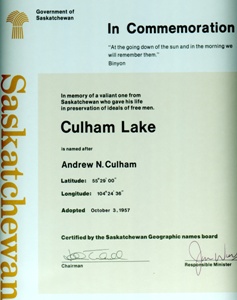 Government of
Saskatchewan
In Commemoration
"At the going down of the sun and in the morning we
will remember them."
Binyon
Saskatchewan
In memory of a valiant one from
Saskatchewan who gave his life
in preservation of ideals of free men.
Culham Lake
is named after
Andrew N. Culham
Latitude: 55° 29' 00"
Longitude: 104° 24' 36"
Adopted October 3, 1957
Certified by the Saskatchewan Geographic names board
Chairman
Responsible Minister